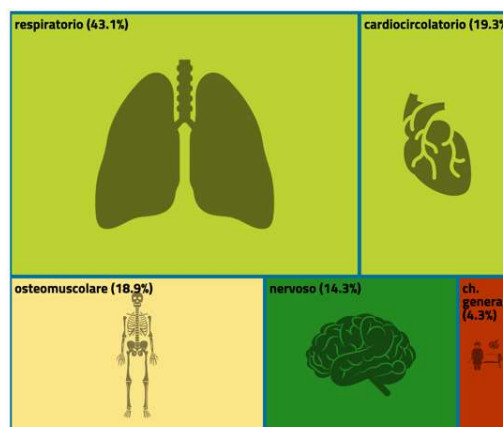 respiratorio (43.1%)
cardiocircolatorio (19.3%
osteomuscolare (18.9%)
nervoso (14.3%)
ch.
genera
(4.3%)